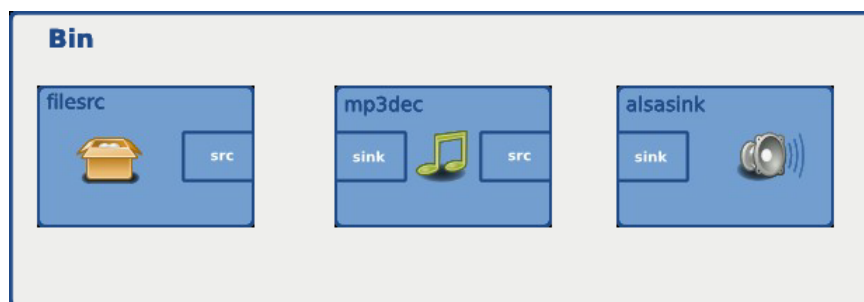 Bin
filesrc
src
mp3dec
sink
src
alsasink
sink